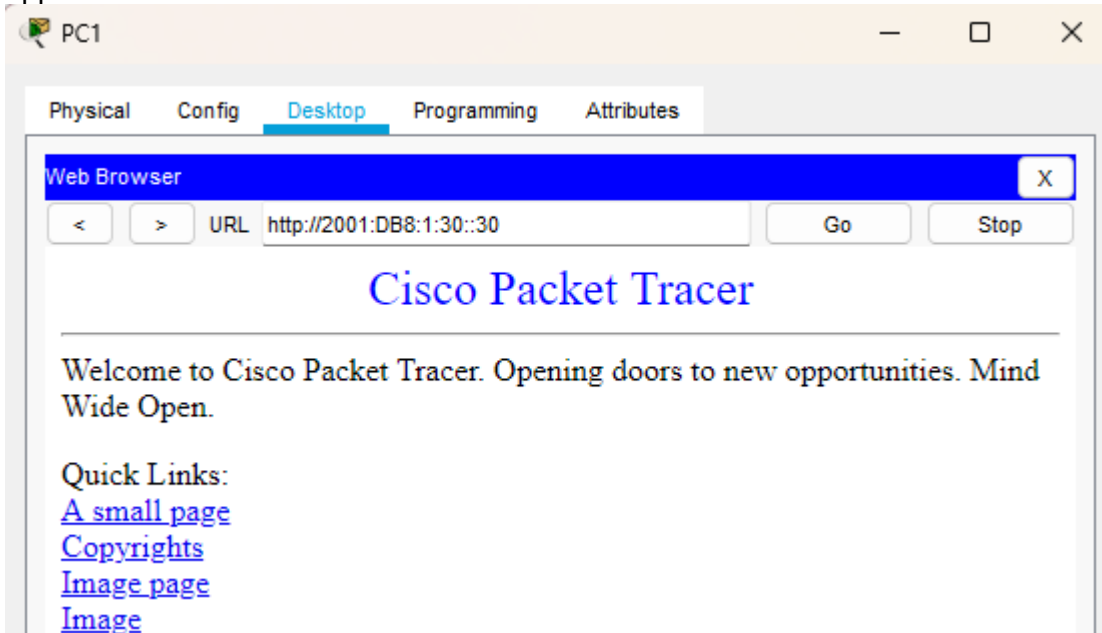 PC1
Physical Config Desktop Programming Attributes
Web Browser X
< > URL http://2001:DB8:1:30::30 Go Stop
Cisco Packet Tracer
Welcome to Cisco Packet Tracer. Opening doors to new opportunities. Mind
Wide Open.
Quick Links:
A small page
Copyrights
Image page
Image